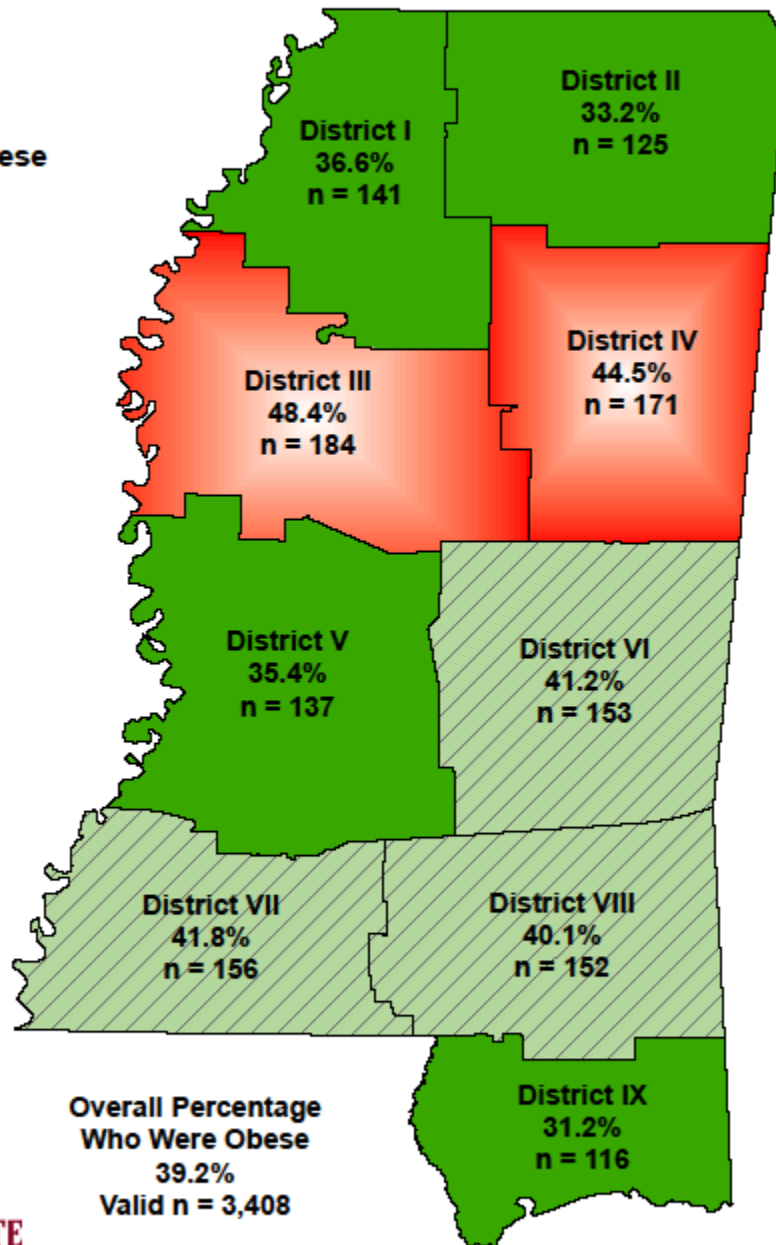 District I
36.6%
n = 141
District II
33.2%
n = 125
District III
48.4%
n = 184
District IV
44.5%
n = 171
District V
35.4%
n = 137
District VI
41.2%
n = 153
District VII
41.8%
n = 156
District VIII
40.1%
n = 152
District IX
31.2%
n = 116
Overall Percentage
Who Were Obese
39.2%
Valid n = 3,408